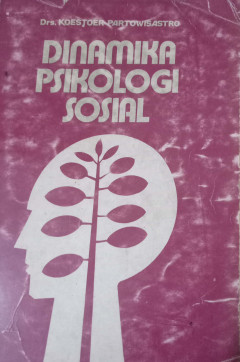 Drs. KOESTOER PARTOWISASTRO
DINAMIKA
PSIKOLOGI
SOSIAL